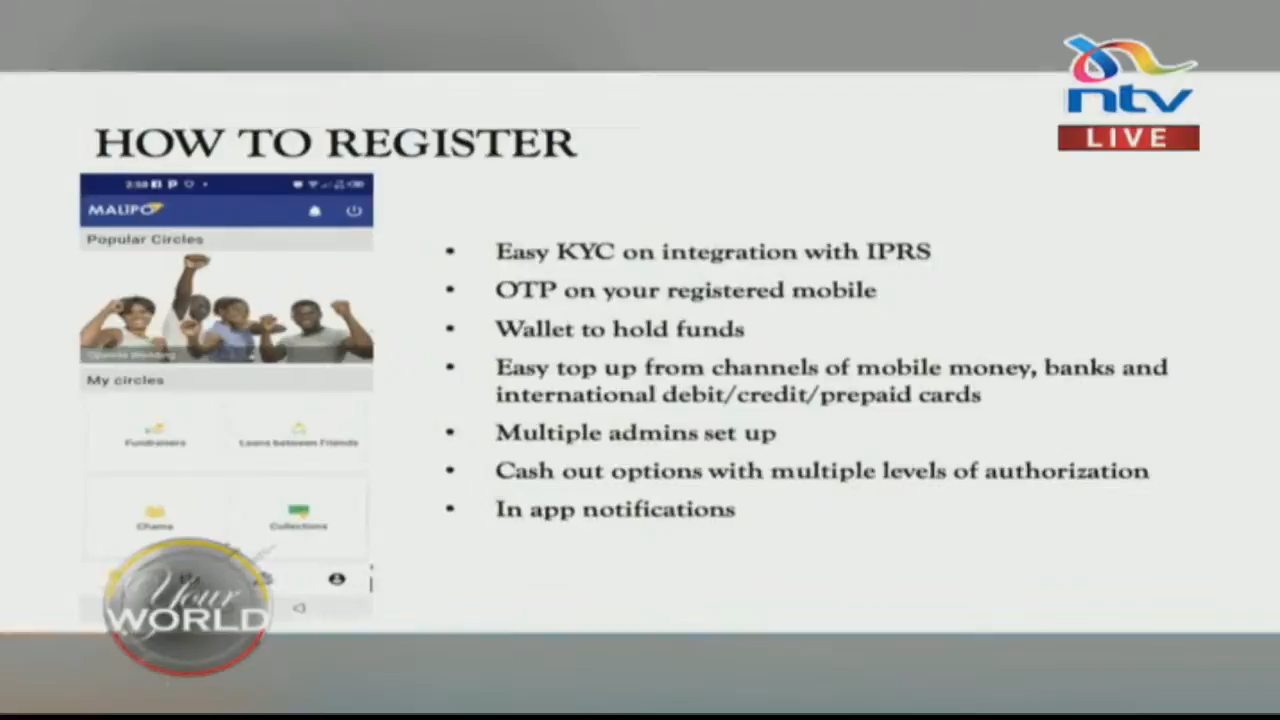 ntv
LIVE
HOW TO REGISTER
MALIPO
Popular Circles
My circles
Fundraisers
Loans between Friends
Chama
Collections
Your
WORLD
Easy KYC on integration with IPRS
OTP on your registered mobile
Wallet to hold funds
Easy top up from channels of mobile money, banks and
international debit/credit/prepaid cards
Multiple admins set up
Cash out options with multiple levels of authorization
In app notifications